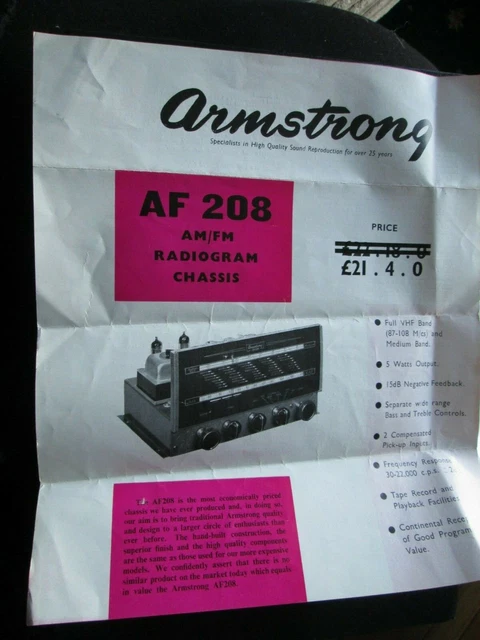 Armstrong
Specialists in High Quality Sound Reproduction for over 25 years
AF 208
AM/FM
RADIOGRAM
CHASSIS
PRICE
£22.18.0
£21.4.0
Full VHF Band
(87-108 M/cs) and
Medium Band.
5 Watts Output.
15dB Negative Feedback.
Separate wide range
Bass and Treble Controls.
2 Compensated
Pick-up Inputs.
Frequency Response
30-22,000 c.p.s.
Tape Record and
Playback Facilities
Continental Rece
of Good Program
Value.
AF208 is the most economically priced
chassis we have ever produced and, in doing so,
our aim is to bring traditional Armstrong quality
and design to a larger circle of enthusiasts than
ever before. The hand-built construction, the
superior finish and the high quality components
are the same as those used for our more expensive
models. We confidently assert that there is no
similar product on the market today which equals
in value the Armstrong AF208.